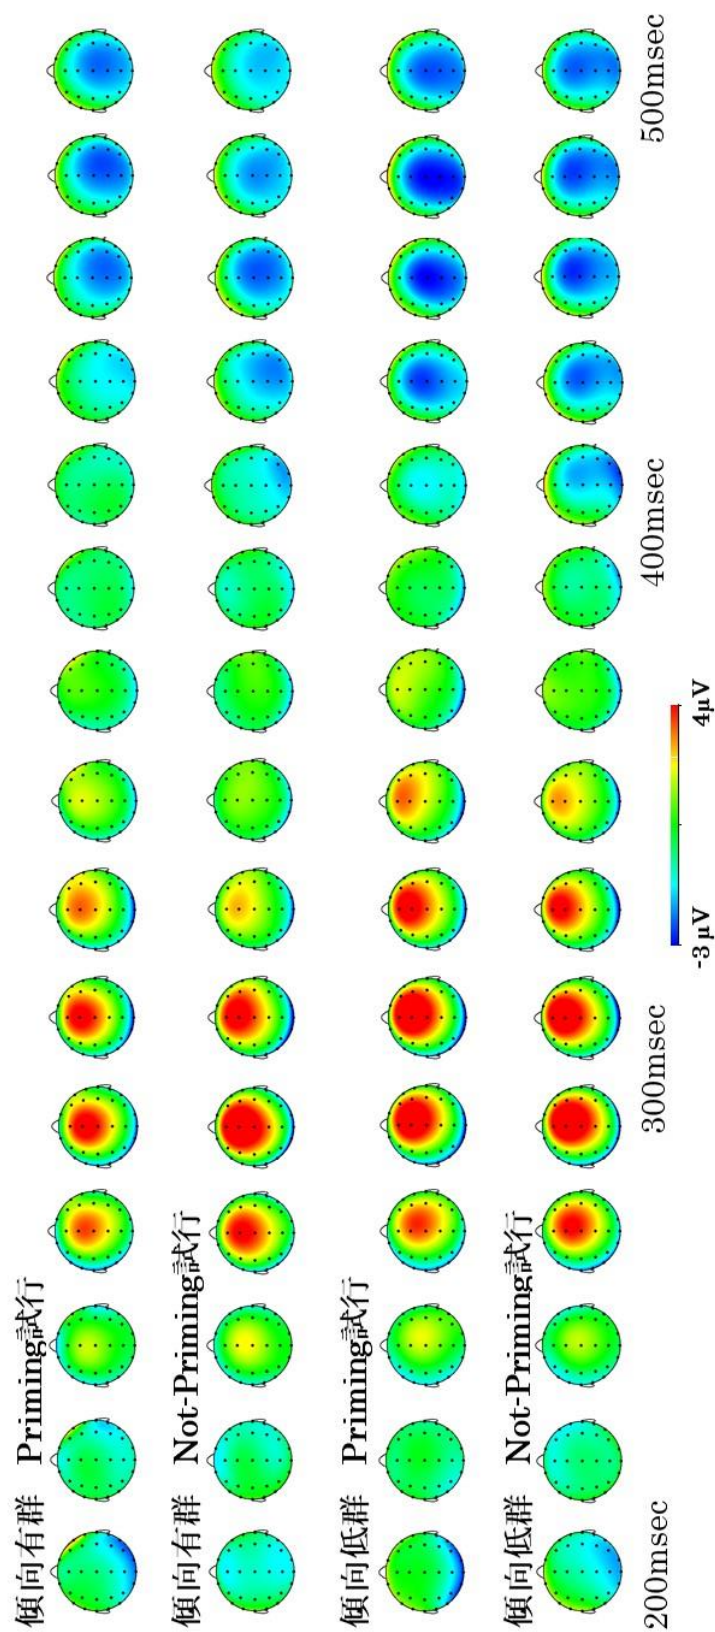 傾向有群 Priming試行
傾向有群 Not-Priming試行
傾向低群 Priming試行
傾向低群 Not-Priming試行
200msec 300msec 400msec 500msec
-3 μV 4μV